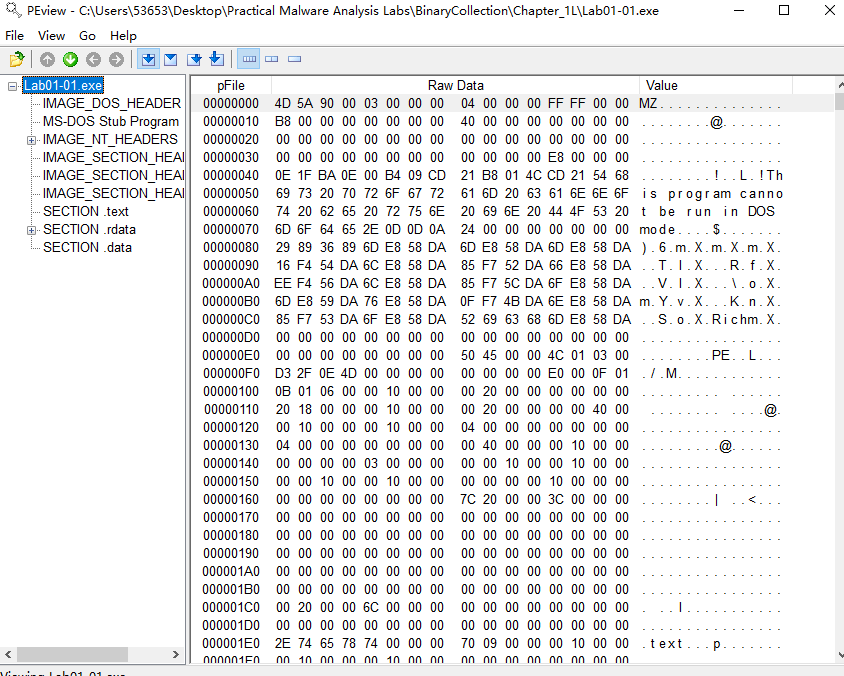 PEview - C:\Users\53653\Desktop\Practical Malware Analysis Labs\BinaryCollection\Chapter_1L\Lab01-01.exe
File View Go Help
Lab01-01.exe
IMAGE_DOS_HEADER
MS-DOS Stub Program
IMAGE_NT_HEADERS
IMAGE_SECTION_HEA
IMAGE_SECTION_HEA
IMAGE_SECTION_HEA
SECTION .text
SECTION .rdata
SECTION .data
pFile Raw Data Value
00000000 4D 5A 90 00 03 00 00 00 04 00 00 00 FF FF 00 00 MZ..............
00000010 B8 00 00 00 00 00 00 00 40 00 00 00 00 00 00 00 ........@.......
00000020 00 00 00 00 00 00 00 00 00 00 00 00 00 00 00 00 ................
00000030 00 00 00 00 00 00 00 00 00 00 00 00 E8 00 00 00 ................
00000040 0E 1F BA 0E 00 B4 09 CD 21 B8 01 4C CD 21 54 68 ........!..L.!Th
00000050 69 73 20 70 72 6F 67 72 61 6D 20 63 61 6E 6E 6F is program canno
00000060 74 20 62 65 20 72 75 6E 20 69 6E 20 44 4F 53 20 t be run in DOS
00000070 6D 6F 64 65 2E 0D 0D 0A 24 00 00 00 00 00 00 00 mode....$.......
00000080 29 89 36 89 6D E8 58 DA 6D E8 58 DA 6D E8 58 DA ).6.m.X.m.X.m.X.
00000090 16 F4 54 DA 6C E8 58 DA 85 F7 52 DA 66 E8 58 DA ..T.l.X...R.f.X.
000000A0 EE F4 56 DA 6C E8 58 DA 85 F7 5C DA 6F E8 58 DA ..V.l.X...\.o.X.
000000B0 6D E8 59 DA 76 E8 58 DA 0F F7 4B DA 6E E8 58 DA m.Y.v.X...K.n.X.
000000C0 85 F7 53 DA 6F E8 58 DA 52 69 63 68 6D E8 58 DA ..S.o.X.Richm.X.
000000D0 00 00 00 00 00 00 00 00 00 00 00 00 00 00 00 00 ................
000000E0 00 00 00 00 00 00 00 00 50 45 00 00 4C 01 03 00 ........PE..L...
000000F0 D3 2F 0E 4D 00 00 00 00 00 00 00 00 E0 00 0F 01 ./.M............
00000100 0B 01 06 00 00 10 00 00 00 20 00 00 00 00 00 00 ......... ......
00000110 20 18 00 00 00 10 00 00 00 20 00 00 00 00 40 00 ........ ....@.
00000120 00 10 00 00 00 10 00 00 04 00 00 00 00 00 00 00 ................
00000130 04 00 00 00 00 00 00 00 00 40 00 00 00 10 00 00 .........@......
00000140 00 00 00 00 03 00 00 00 00 00 10 00 00 10 00 00 ................
00000150 00 00 10 00 00 10 00 00 00 00 00 00 10 00 00 00 ................
00000160 00 00 00 00 00 00 00 00 7C 20 00 00 3C 00 00 00 ........| ..<...
00000170 00 00 00 00 00 00 00 00 00 00 00 00 00 00 00 00 ................
00000180 00 00 00 00 00 00 00 00 00 00 00 00 00 00 00 00 ................
00000190 00 00 00 00 00 00 00 00 00 00 00 00 00 00 00 00 ................
000001A0 00 00 00 00 00 00 00 00 00 00 00 00 00 00 00 00 ................
000001B0 00 00 00 00 00 00 00 00 00 00 00 00 00 00 00 00 ................
000001C0 00 20 00 00 6C 00 00 00 00 00 00 00 00 00 00 00 . ..l...........
000001D0 00 00 00 00 00 00 00 00 00 00 00 00 00 00 00 00 ................
000001E0 2E 74 65 78 74 00 00 00 70 09 00 00 00 10 00 00 .text...p.......
000001F0 00 10 00 00 00 10 00 00 00 00 00 00 00 00 00 00
Viewing Lab01-01.exe